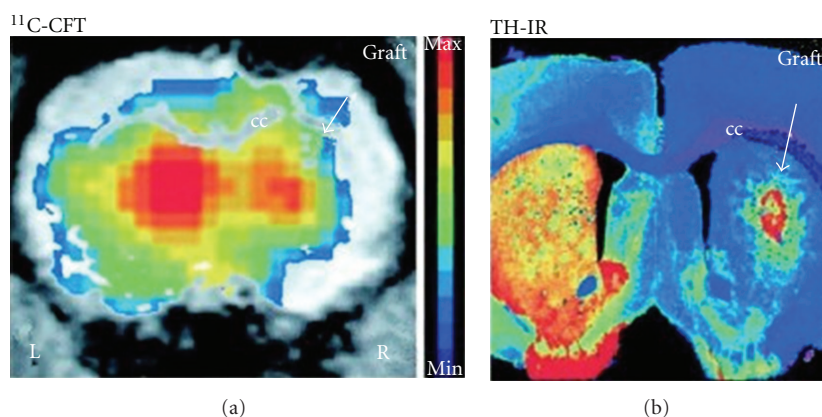 ¹¹C-CFT
Graft
Max
cc
L
R
Min
(a)
TH-IR
Graft
cc
(b)